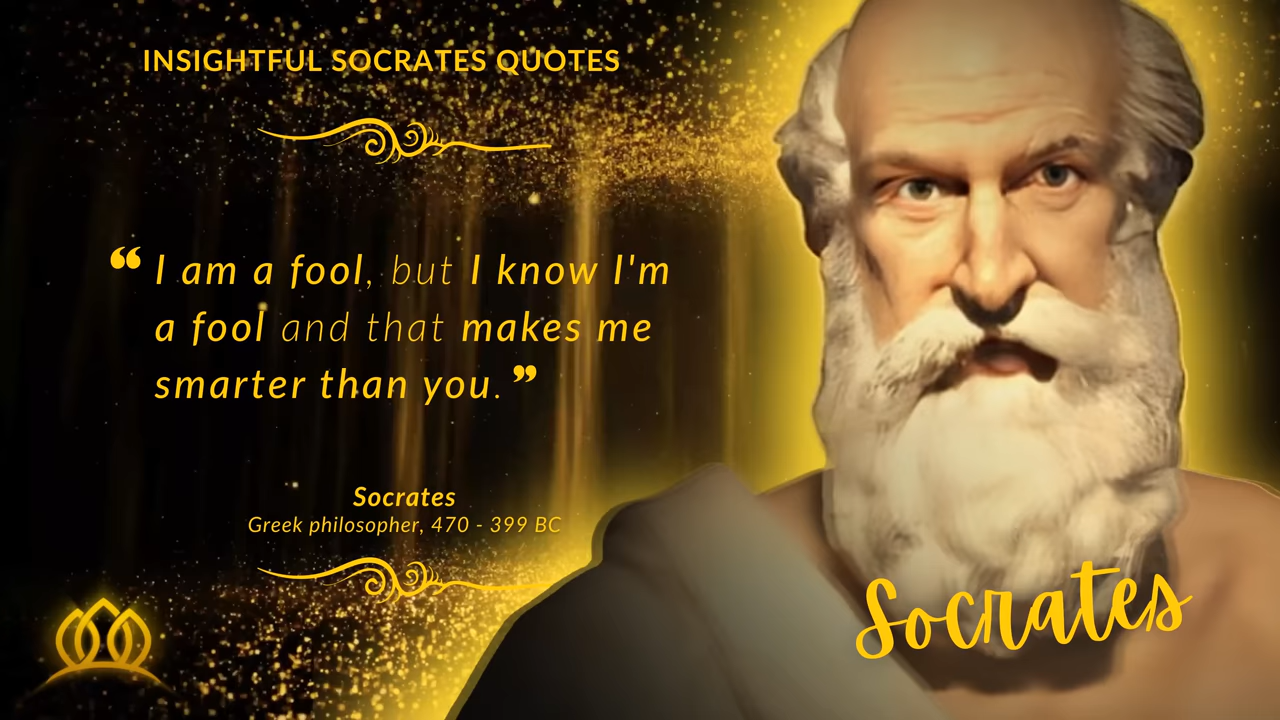 INSIGHTFUL SOCRATES QUOTES
❝ I am a fool, but I know I'm
a fool and that makes me
smarter than you. ❞
Socrates
Greek philosopher, 470 - 399 BC
Socrates